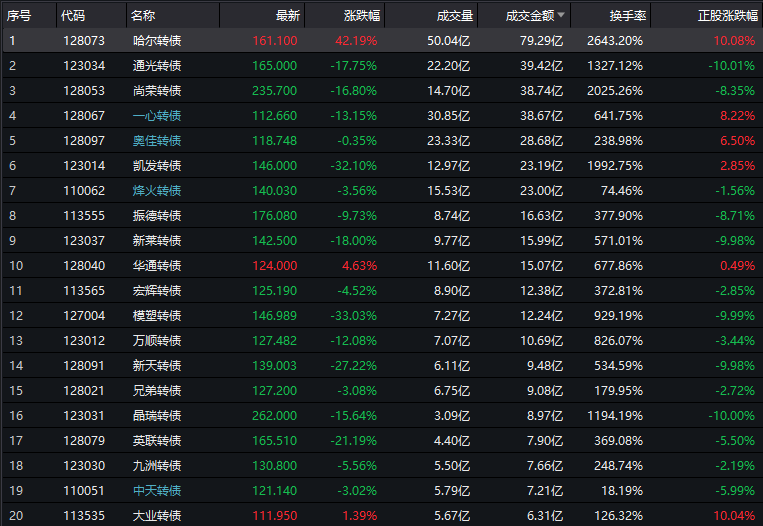 序号 代码 名称 最新 涨跌幅 成交量 成交金额 换手率 正股涨跌幅
1 128073 哈尔转债 161.100 42.19% 50.04亿 79.29亿 2643.20% 10.08%
2 123034 通光转债 165.000 -17.75% 22.20亿 39.42亿 1327.12% -10.01%
3 128053 尚荣转债 235.700 -16.80% 14.70亿 38.74亿 2025.26% -8.35%
4 128067 一心转债 112.660 -13.15% 30.85亿 38.67亿 641.75% 8.22%
5 128097 奥佳转债 118.748 -0.35% 23.33亿 28.68亿 238.98% 6.50%
6 123014 凯发转债 146.000 -32.10% 12.97亿 23.19亿 1992.75% 2.85%
7 110062 烽火转债 140.030 -3.56% 15.53亿 23.00亿 74.46% -1.56%
8 113555 振德转债 176.080 -9.73% 8.74亿 16.63亿 377.90% -8.71%
9 123037 新莱转债 142.500 -18.00% 9.77亿 15.99亿 571.01% -9.98%
10 128040 华通转债 124.000 4.63% 11.60亿 15.07亿 677.86% 0.49%
11 113565 宏辉转债 125.190 -4.52% 8.90亿 12.38亿 372.81% -2.85%
12 127004 模塑转债 146.989 -33.03% 7.27亿 12.24亿 929.19% -9.99%
13 123012 万顺转债 127.482 -12.08% 7.07亿 10.69亿 826.07% -3.44%
14 128091 新天转债 139.003 -27.22% 6.11亿 9.48亿 534.59% -9.98%
15 128021 兄弟转债 127.200 -3.08% 6.75亿 9.08亿 179.95% -2.72%
16 123031 晶瑞转债 262.000 -15.64% 3.09亿 8.97亿 1194.19% -10.00%
17 128079 英联转债 165.510 -21.19% 4.40亿 7.90亿 369.08% -5.50%
18 123030 九洲转债 130.800 -5.56% 5.50亿 7.66亿 248.74% -2.19%
19 110051 中天转债 121.140 -3.02% 5.79亿 7.21亿 18.19% -5.99%
20 113535 大业转债 111.950 1.39% 5.67亿 6.31亿 126.32% 10.04%